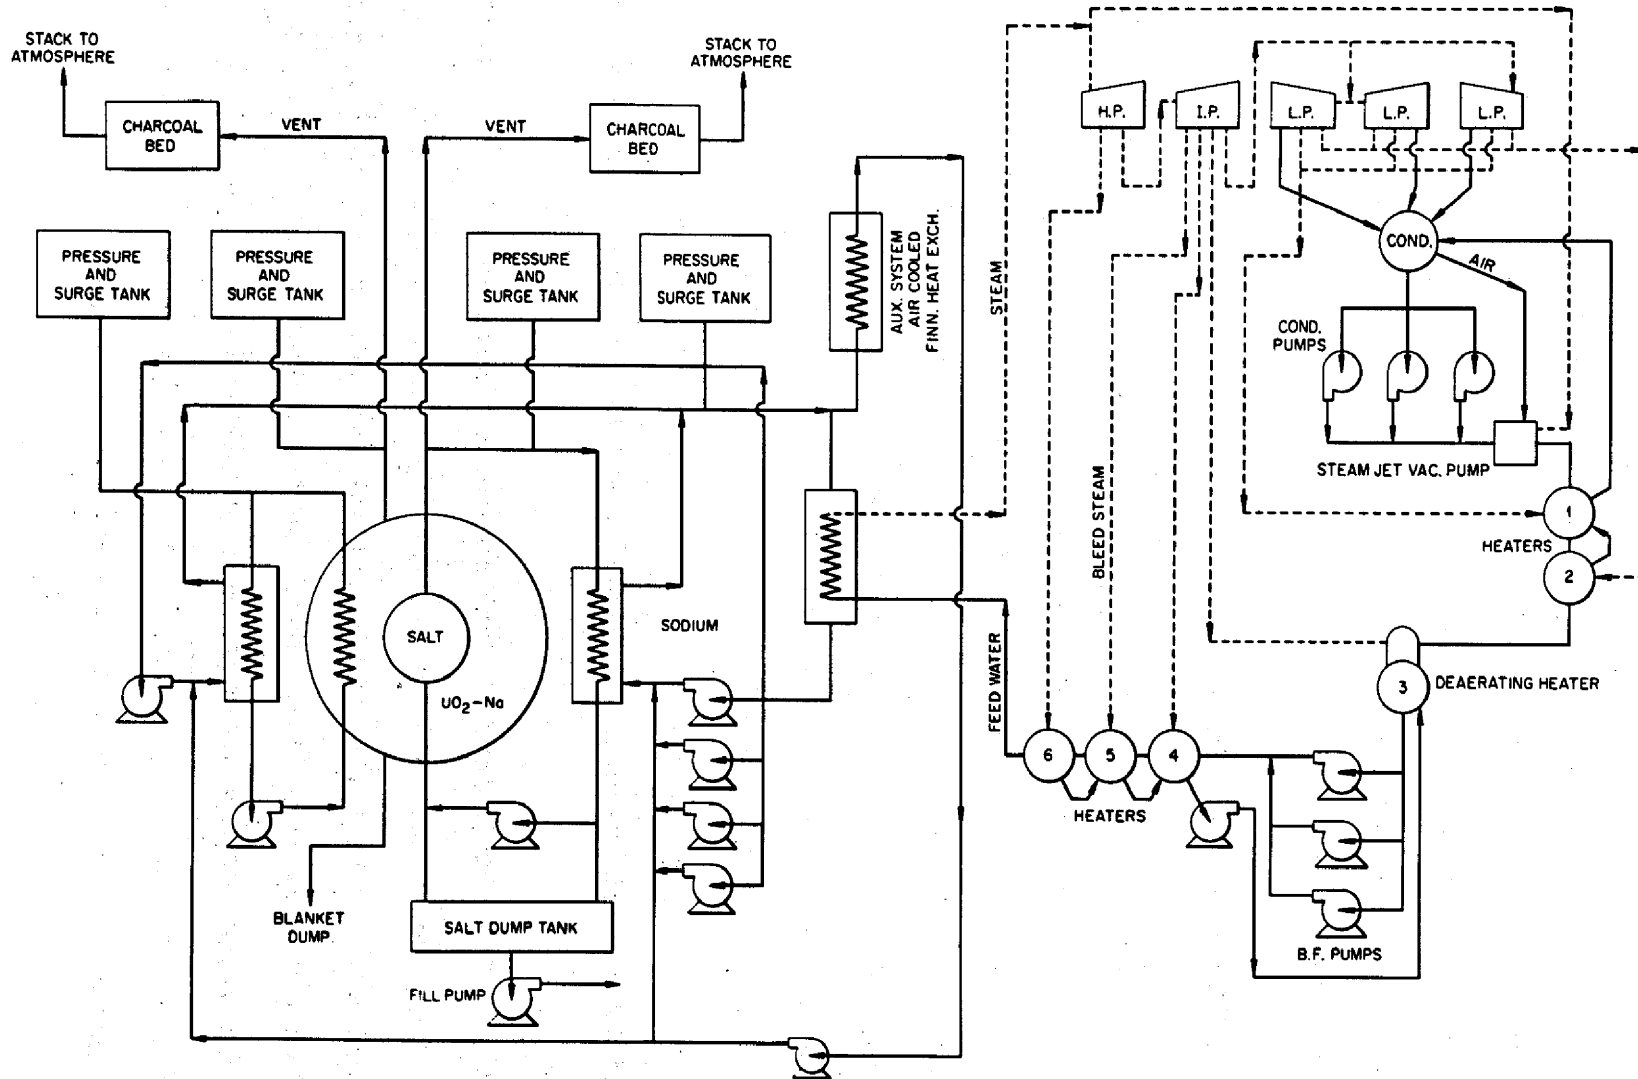 STACK TO
ATMOSPHERE
STACK TO
ATMOSPHERE
CHARCOAL
BED
VENT
VENT
CHARCOAL
BED
H.P.
I.P.
L.P.
L.P.
L.P.
PRESSURE
AND
SURGE TANK
PRESSURE
AND
SURGE TANK
PRESSURE
AND
SURGE TANK
PRESSURE
AND
SURGE TANK
AUX. SYSTEM
AIR COOLED
FINN. HEAT EXCH.
STEAM
COND.
AIR
COND.
PUMPS
STEAM JET VAC. PUMP
BLEED STEAM
1
HEATERS
2
SALT
SODIUM
UO2-Na
FEED WATER
3
DEAERATING HEATER
6
5
4
HEATERS
BLANKET
DUMP
SALT DUMP TANK
B.F. PUMPS
FILL PUMP